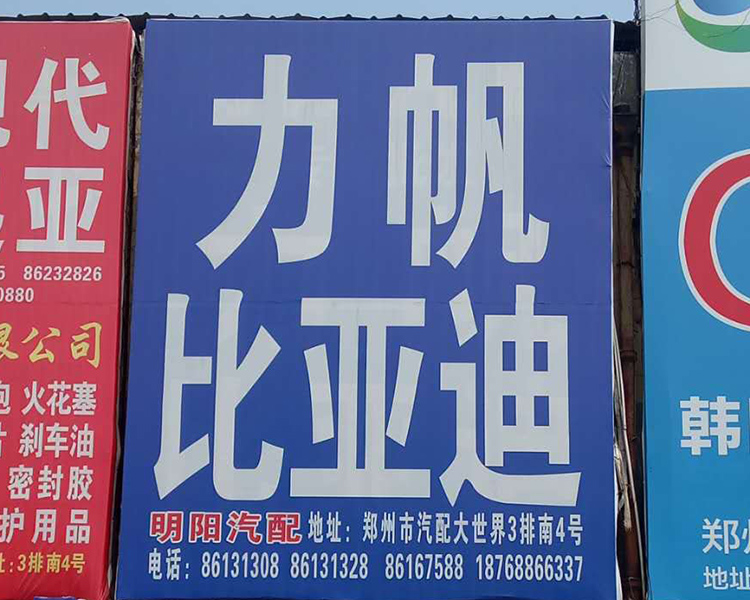 力帆
比亚迪
明阳汽配 地址：郑州市汽配大世界3排南4号
电话：86131308 86131328 86167588 18768866337
代
亚
5 86232826
0880
公司
火花塞
刹车油
密封胶
护用品
：3排南4号
韩
郑
地址